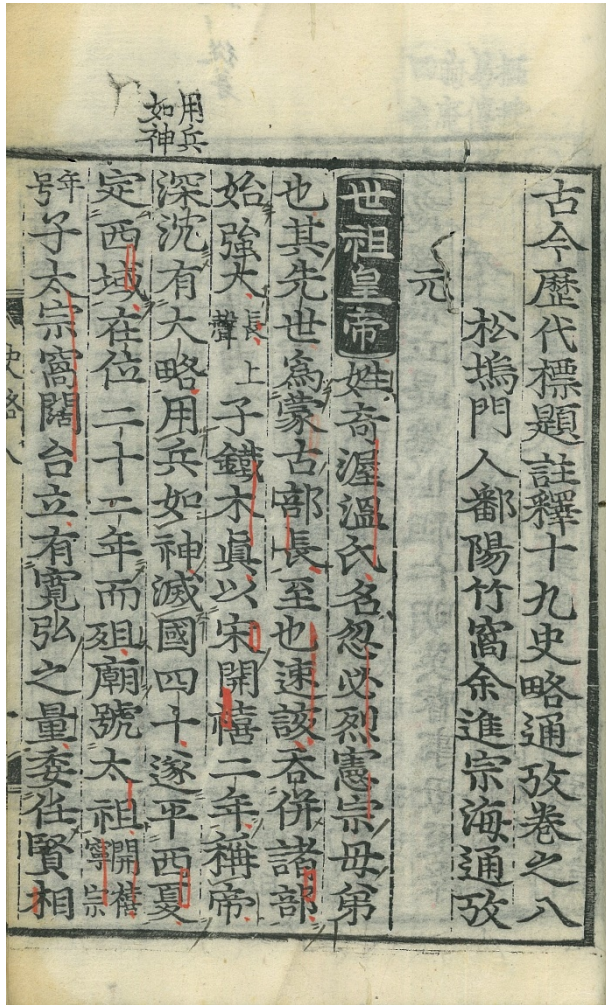 古今歷代標題註釋十九史略通攷卷之八
松塢門人鄱陽竹窩余進宗海通攷
元
世祖皇帝姓奇渥溫氏名忽必烈憲宗母弟
也其先世爲蒙古部長至也速該吞併諸部
始強大長上聲子鐵木眞以宋開禧二年稱帝
用兵如神
深沈有大略用兵如神滅國四十遂平西夏
定西域在位二十二年而殂廟號太祖開禧寧宗
年号子太宗窩闊台立有寬弘之量委任賢相